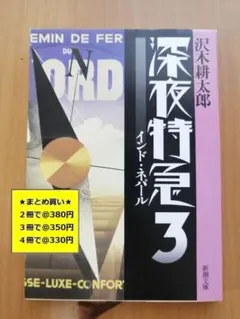 沢木耕太郎
深夜特急3
インド・ネパール
新潮文庫
EMIN DE FER
DU
N
ORD
SSE-LUXE-CONFOR
★まとめ買い★
2冊で@380円
3冊で@350円
4冊で@330円